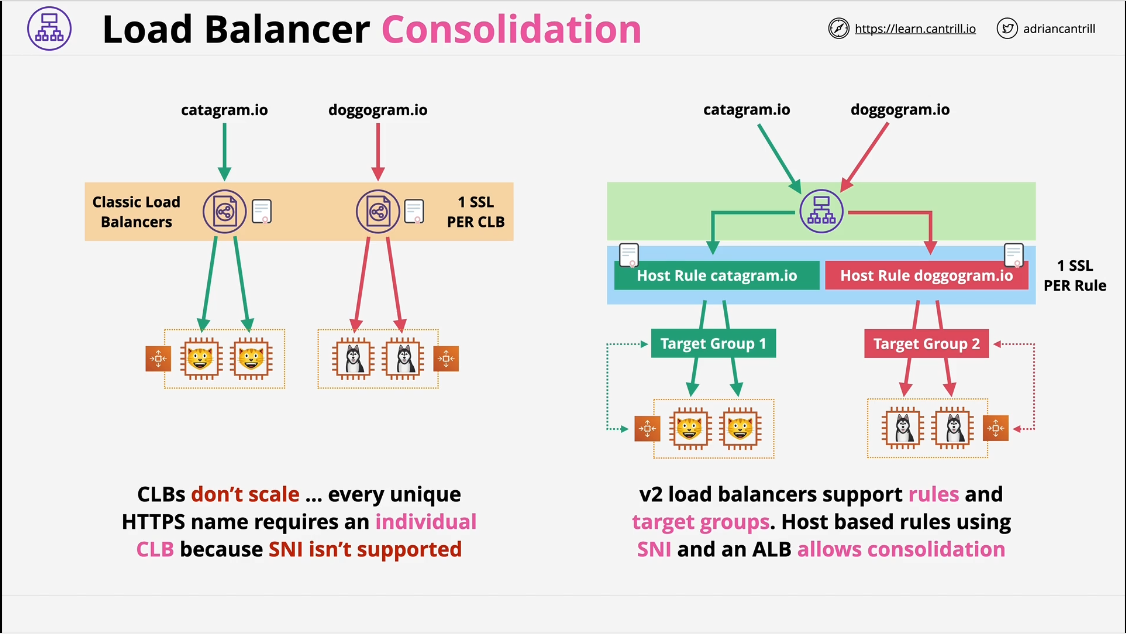 Load Balancer Consolidation
https://learn.cantrill.io
adriancantrill
catagram.io
doggogram.io
Classic Load
Balancers
1 SSL
PER CLB
CLBs don’t scale ... every unique
HTTPS name requires an individual
CLB because SNI isn’t supported
catagram.io
doggogram.io
Host Rule catagram.io
Host Rule doggogram.io
1 SSL
PER Rule
Target Group 1
Target Group 2
v2 load balancers support rules and
target groups. Host based rules using
SNI and an ALB allows consolidation